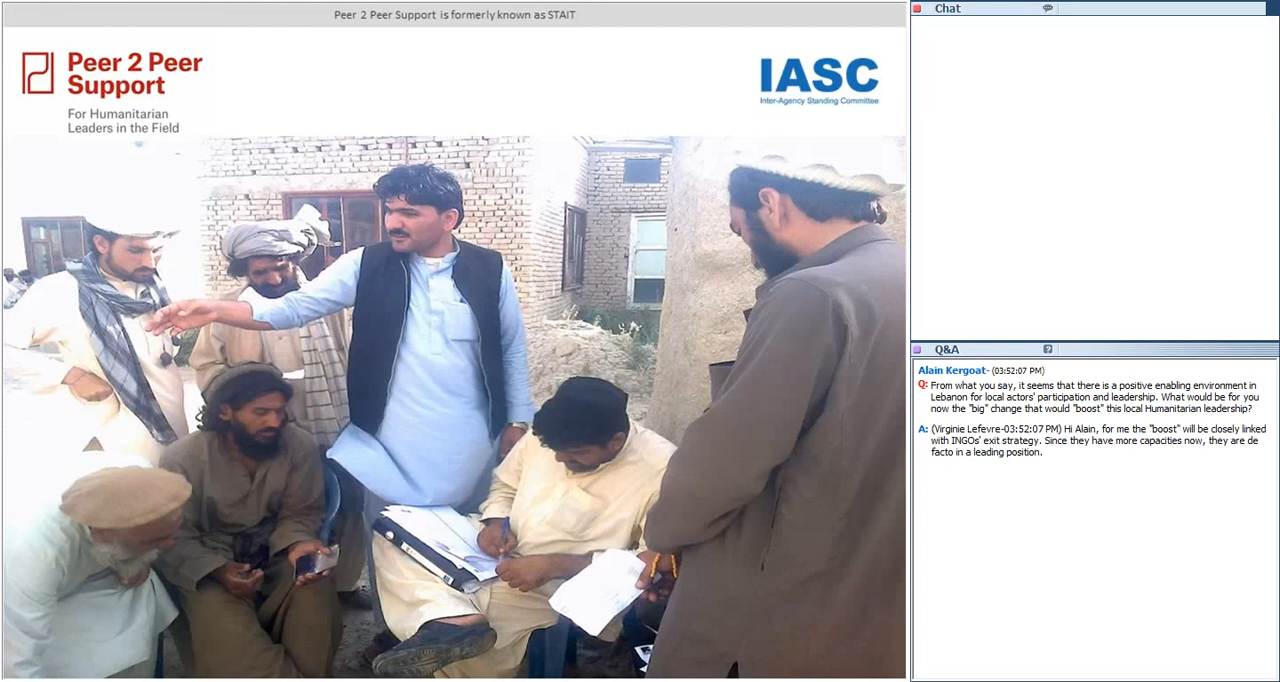 Peer 2 Peer Support is formerly known as STAIT
Peer 2 Peer
Support
For Humanitarian
Leaders in the Field
IASC
Inter-Agency Standing Committee
Chat
Q&A
Alain Kergoat- (03:52:07 PM)
Q: From what you say, it seems that there is a positive enabling environment in
Lebanon for local actors' participation and leadership. What would be for you
now the "big" change that would "boost" this local Humanitarian leadership?
A: (Virginie Lefevre-03:52:07 PM) Hi Alain, for me the "boost" will be closely linked
with INGOs' exit strategy. Since they have more capacities now, they are de
facto in a leading position.